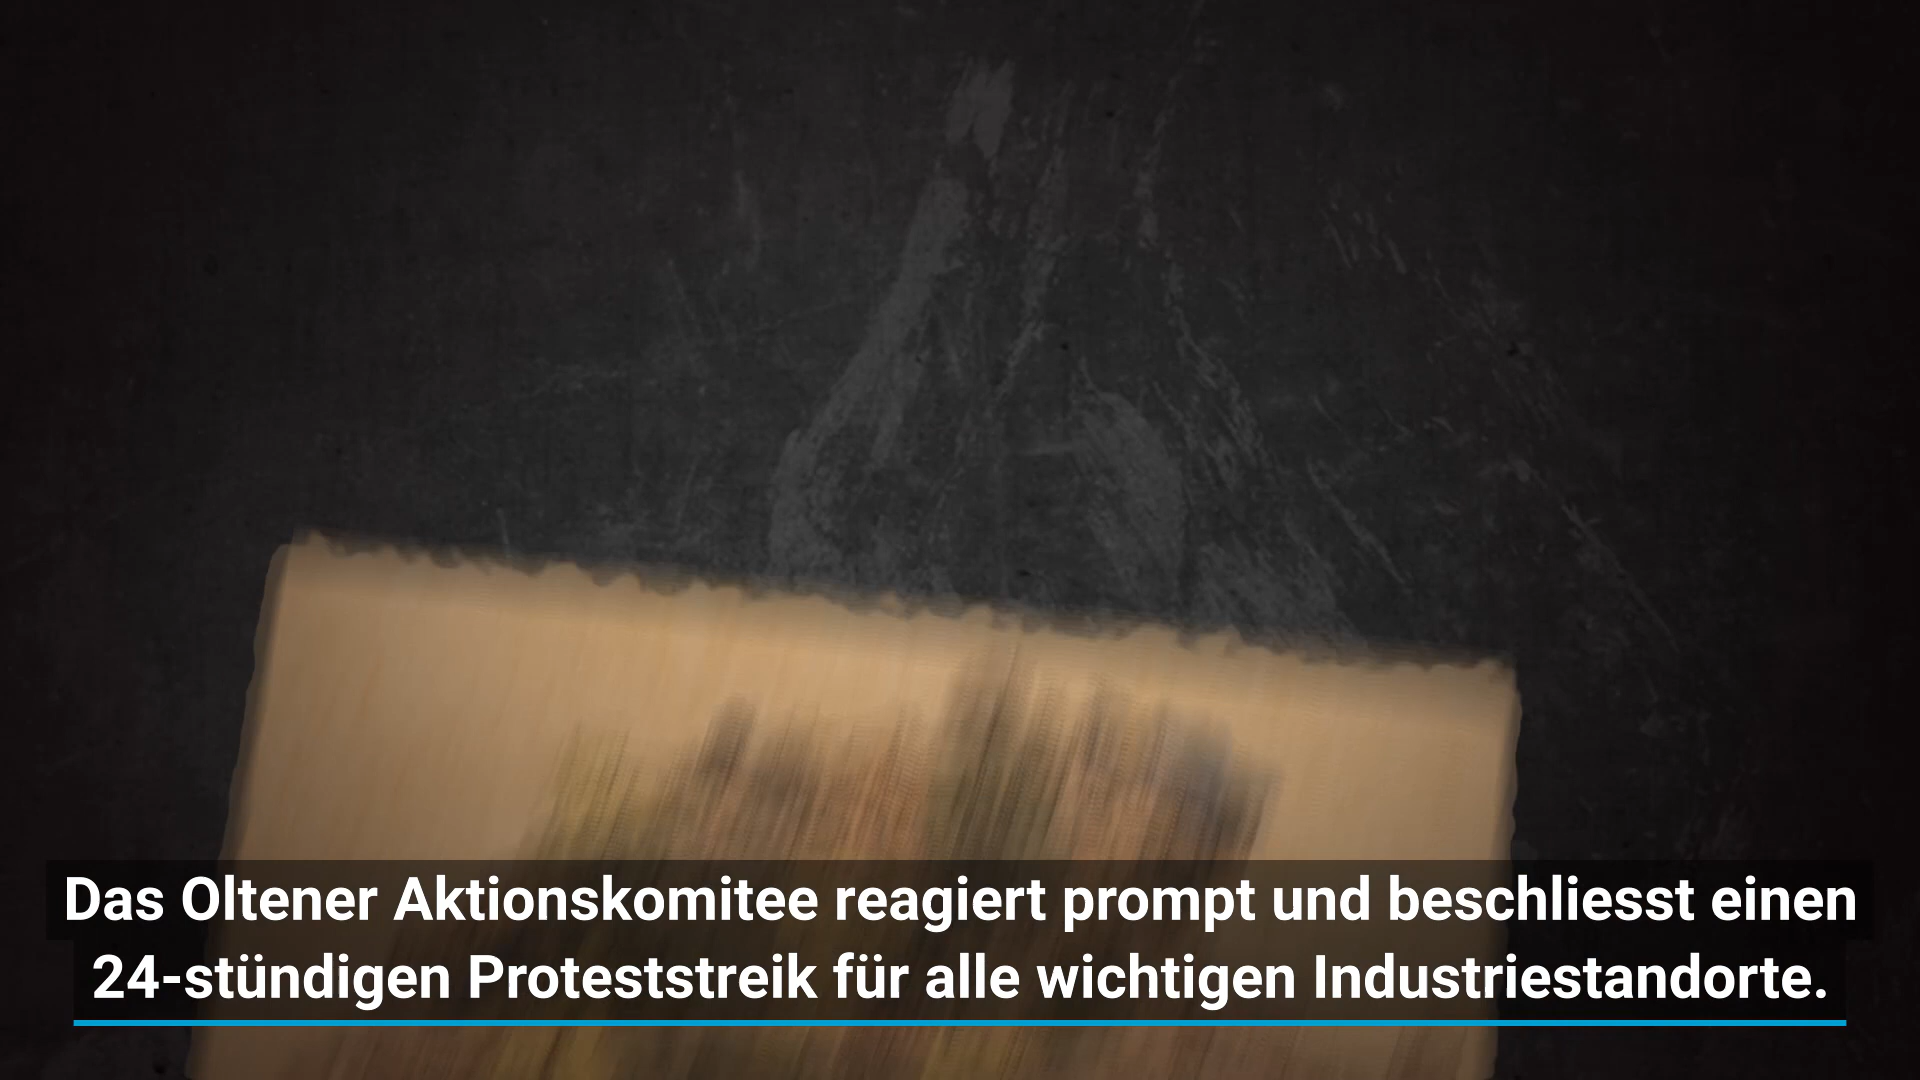 Das Oltener Aktionskomitee reagiert prompt und beschliesst einen
24-stündigen Proteststreik für alle wichtigen Industriestandorte.